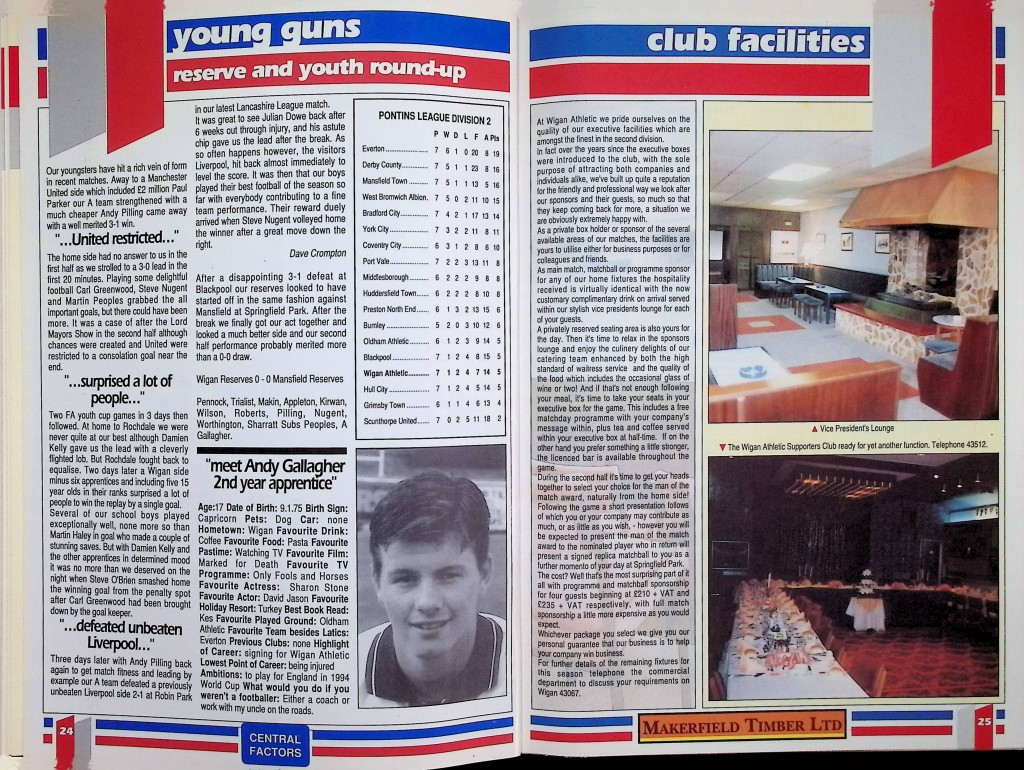 young guns
reserve and youth round-up
Our youngsters have hit a rich vein of form
in recent matches. Away to a Manchester
United side which included £2 million Paul
Parker our A team strengthened with a
much cheaper Andy Pilling came away
with a well merited 3-1 win.
"...United restricted..."
The home side had no answer to us in the
first half as we strolled to a 3-0 lead in the
first 20 minutes. Playing some delightful
football Carl Greenwood, Steve Nugent
and Martin Peoples grabbed the all
important goals, but there could have been
more. It was a case of after the Lord
Mayors Show in the second half although
chances were created and United were
restricted to a consolation goal near the
end.
"...surprised a lot of
people..."
Two FA youth cup games in 3 days then
followed. At home to Rochdale we were
never quite at our best although Damien
Kelly gave us the lead with a cleverly
flighted lob. But Rochdale fought back to
equalise. Two days later a Wigan side
minus six apprentices and including five 15
year olds in their ranks surprised a lot of
people to win the replay by a single goal.
Several of our school boys played
exceptionally well, none more so than
Martin Haley in goal who made a couple of
stunning saves. But with Damien Kelly and
the other apprentices in determined mood
it was no more than we deserved on the
night when Steve O'Brien smashed home
the winning goal from the penalty spot
after Carl Greenwood had been brought
down by the goal keeper.
"...defeated unbeaten
Liverpool..."
Three days later with Andy Pilling back
again to get match fitness and leading by
example our A team defeated a previously
unbeaten Liverpool side 2-1 at Robin Park
in our latest Lancashire League match.
It was great to see Julian Dowe back after
6 weeks out through injury, and his astute
chip gave us the lead after the break. As
so often happens however, the visitors
Liverpool, hit back almost immediately to
level the score. It was then that our boys
played their best football of the season so
far with everybody contributing to a fine
team performance. Their reward duely
arrived when Steve Nugent volleyed home
the winner after a great move down the
right.
Dave Crompton
After a disappointing 3-1 defeat at
Blackpool our reserves looked to have
started off in the same fashion against
Mansfield at Springfield Park. After the
break we finally got our act together and
looked a much better side and our second
half performance probably merited more
than a 0-0 draw.
Wigan Reserves 0 - 0 Mansfield Reserves
Pennock, Trialist, Makin, Appleton, Kirwan,
Wilson, Roberts, Pilling, Nugent,
Worthington, Sharratt Subs Peoples, A
Gallagher.
"meet Andy Gallagher
2nd year apprentice"
Age:17 Date of Birth: 9.1.75 Birth Sign:
Capricorn Pets: Dog Car: none
Hometown: Wigan Favourite Drink:
Coffee Favourite Food: Pasta Favourite
Pastime: Watching TV Favourite Film:
Marked for Death Favourite TV
Programme: Only Fools and Horses
Favourite Actress: Sharon Stone
Favourite Actor: David Jason Favourite
Holiday Resort: Turkey Best Book Read:
Kes Favourite Played Ground: Oldham
Athletic Favourite Team besides Latics:
Everton Previous Clubs: none Highlight
of Career: signing for Wigan Athletic
Lowest Point of Career: being injured
Ambitions: to play for England in 1994
World Cup What would you do if you
weren't a footballer: Either a coach or
work with my uncle on the roads.
PONTINS LEAGUE DIVISION 2
P W D L F A Pts
Everton 7 6 1 0 20 8 19
Derby County 7 5 1 1 23 8 16
Mansfield Town 7 5 1 1 13 5 16
West Bromwich Albion. 7 5 0 2 11 10 15
Bradford City 7 4 2 1 17 13 14
York City 7 3 2 2 11 8 11
Coventry City 6 3 1 2 8 6 10
Port Vale 7 2 2 3 13 11 8
Middlesborough 6 2 2 2 9 8 8
Huddersfield Town 6 2 2 2 8 10 8
Preston North End 6 1 3 2 13 15 6
Burnley 5 2 0 3 10 12 6
Oldham Athletic 6 1 2 3 9 14 5
Blackpool 7 1 2 4 8 15 5
Wigan Athletic 7 1 2 4 7 14 5
Hull City 7 1 2 4 5 14 5
Grimsby Town 6 1 1 4 6 13 4
Scunthorpe United 7 0 2 5 11 18 2
24
CENTRAL
FACTORS
club facilities
At Wigan Athletic we pride ourselves on the
quality of our executive facilities which are
amongst the finest in the second division.
In fact over the years since the executive boxes
were introduced to the club, with the sole
purpose of attracting both companies and
individuals alike, we've built up quite a reputation
for the friendly and professional way we look after
our sponsors and their guests, so much so that
they keep coming back for more, a situation we
are obviously extremely happy with.
As a private box holder or sponsor of the several
available areas of our matches, the facilities are
yours to utilise either for business purposes or for
colleagues and friends.
As main match, matchball or programme sponsor
for any of our home fixtures the hospitality
received is virtually identical with the now
customary complimentary drink on arrival served
within our stylish vice presidents lounge for each
of your guests.
A privately reserved seating area is also yours for
the day. Then it's time to relax in the sponsors
lounge and enjoy the culinery delights of our
catering team enhanced by both the high
standard of waitress service and the quality of
the food which includes the occasional glass of
wine or two! And if that's not enough following
your meal, it's time to take your seats in your
executive box for the game. This includes a free
matchday programme with your company's
message within, plus tea and coffee served
within your executive box at half-time. If on the
other hand you prefer something a little stronger,
the licenced bar is available throughout the
game.
During the second half it's time to get your heads
together to select your choice for the man of the
match award, naturally from the home side!
Following the game a short presentation follows
of which you or your company may contribute as
much, or as little as you wish, - however you will
be expected to present the man of the match
award to the nominated player who in return will
present a signed replica matchball to you as a
further momento of your day at Springfield Park.
The cost? Well that's the most surprising part of it
all with programme and matchball sponsorship
for four guests beginning at £210 + VAT and
£235 + VAT respectively, with full match
sponsorship a little more expensive as you would
expect.
Whichever package you select we give you our
personal guarantee that our business is to help
your company win business.
For further details of the remaining fixtures for
this season telephone the commercial
department to discuss your requirements on
Wigan 43067.
▲ Vice President's Lounge
▼ The Wigan Athletic Supporters Club ready for yet another function. Telephone 43512.
MAKERFIELD TIMBER LTD
25